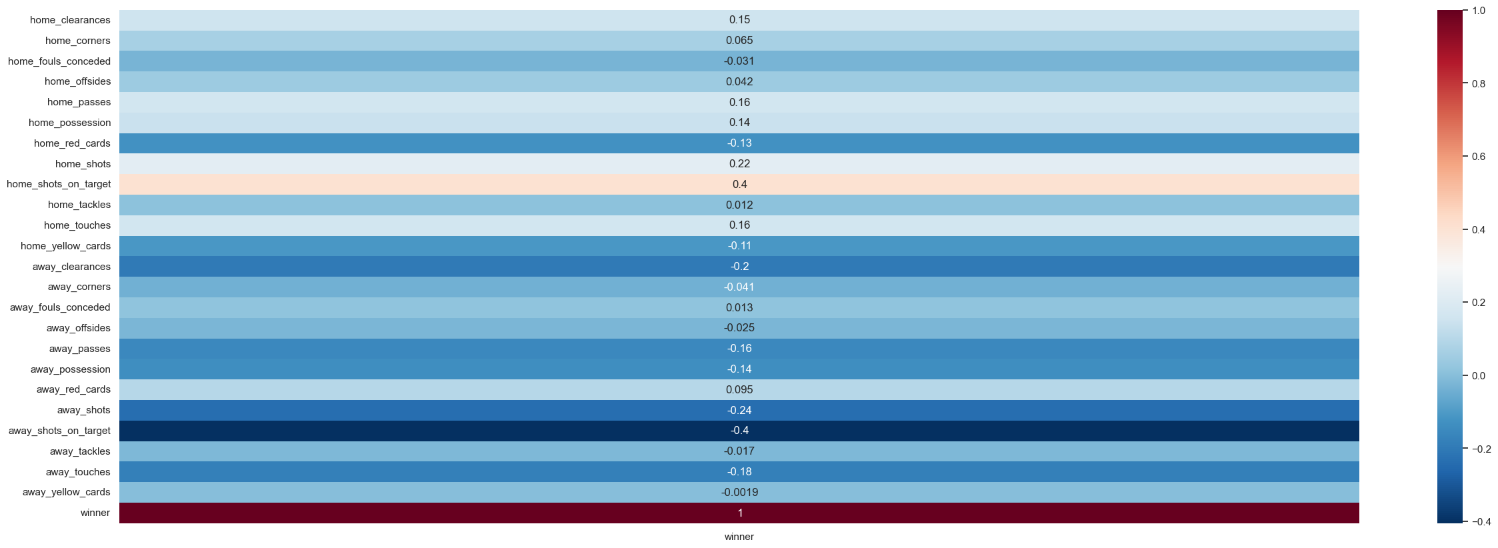 home_clearances 0.15
home_corners 0.065
home_fouls_conceded -0.031
home_offsides 0.042
home_passes 0.16
home_possession 0.14
home_red_cards -0.13
home_shots 0.22
home_shots_on_target 0.4
home_tackles 0.012
home_touches 0.16
home_yellow_cards -0.11
away_clearances -0.2
away_corners -0.041
away_fouls_conceded 0.013
away_offsides -0.025
away_passes -0.16
away_possession -0.14
away_red_cards 0.095
away_shots -0.24
away_shots_on_target -0.4
away_tackles -0.017
away_touches -0.18
away_yellow_cards -0.0019
winner 1
winner
1.0
0.8
0.6
0.4
0.2
0.0
−0.2
−0.4